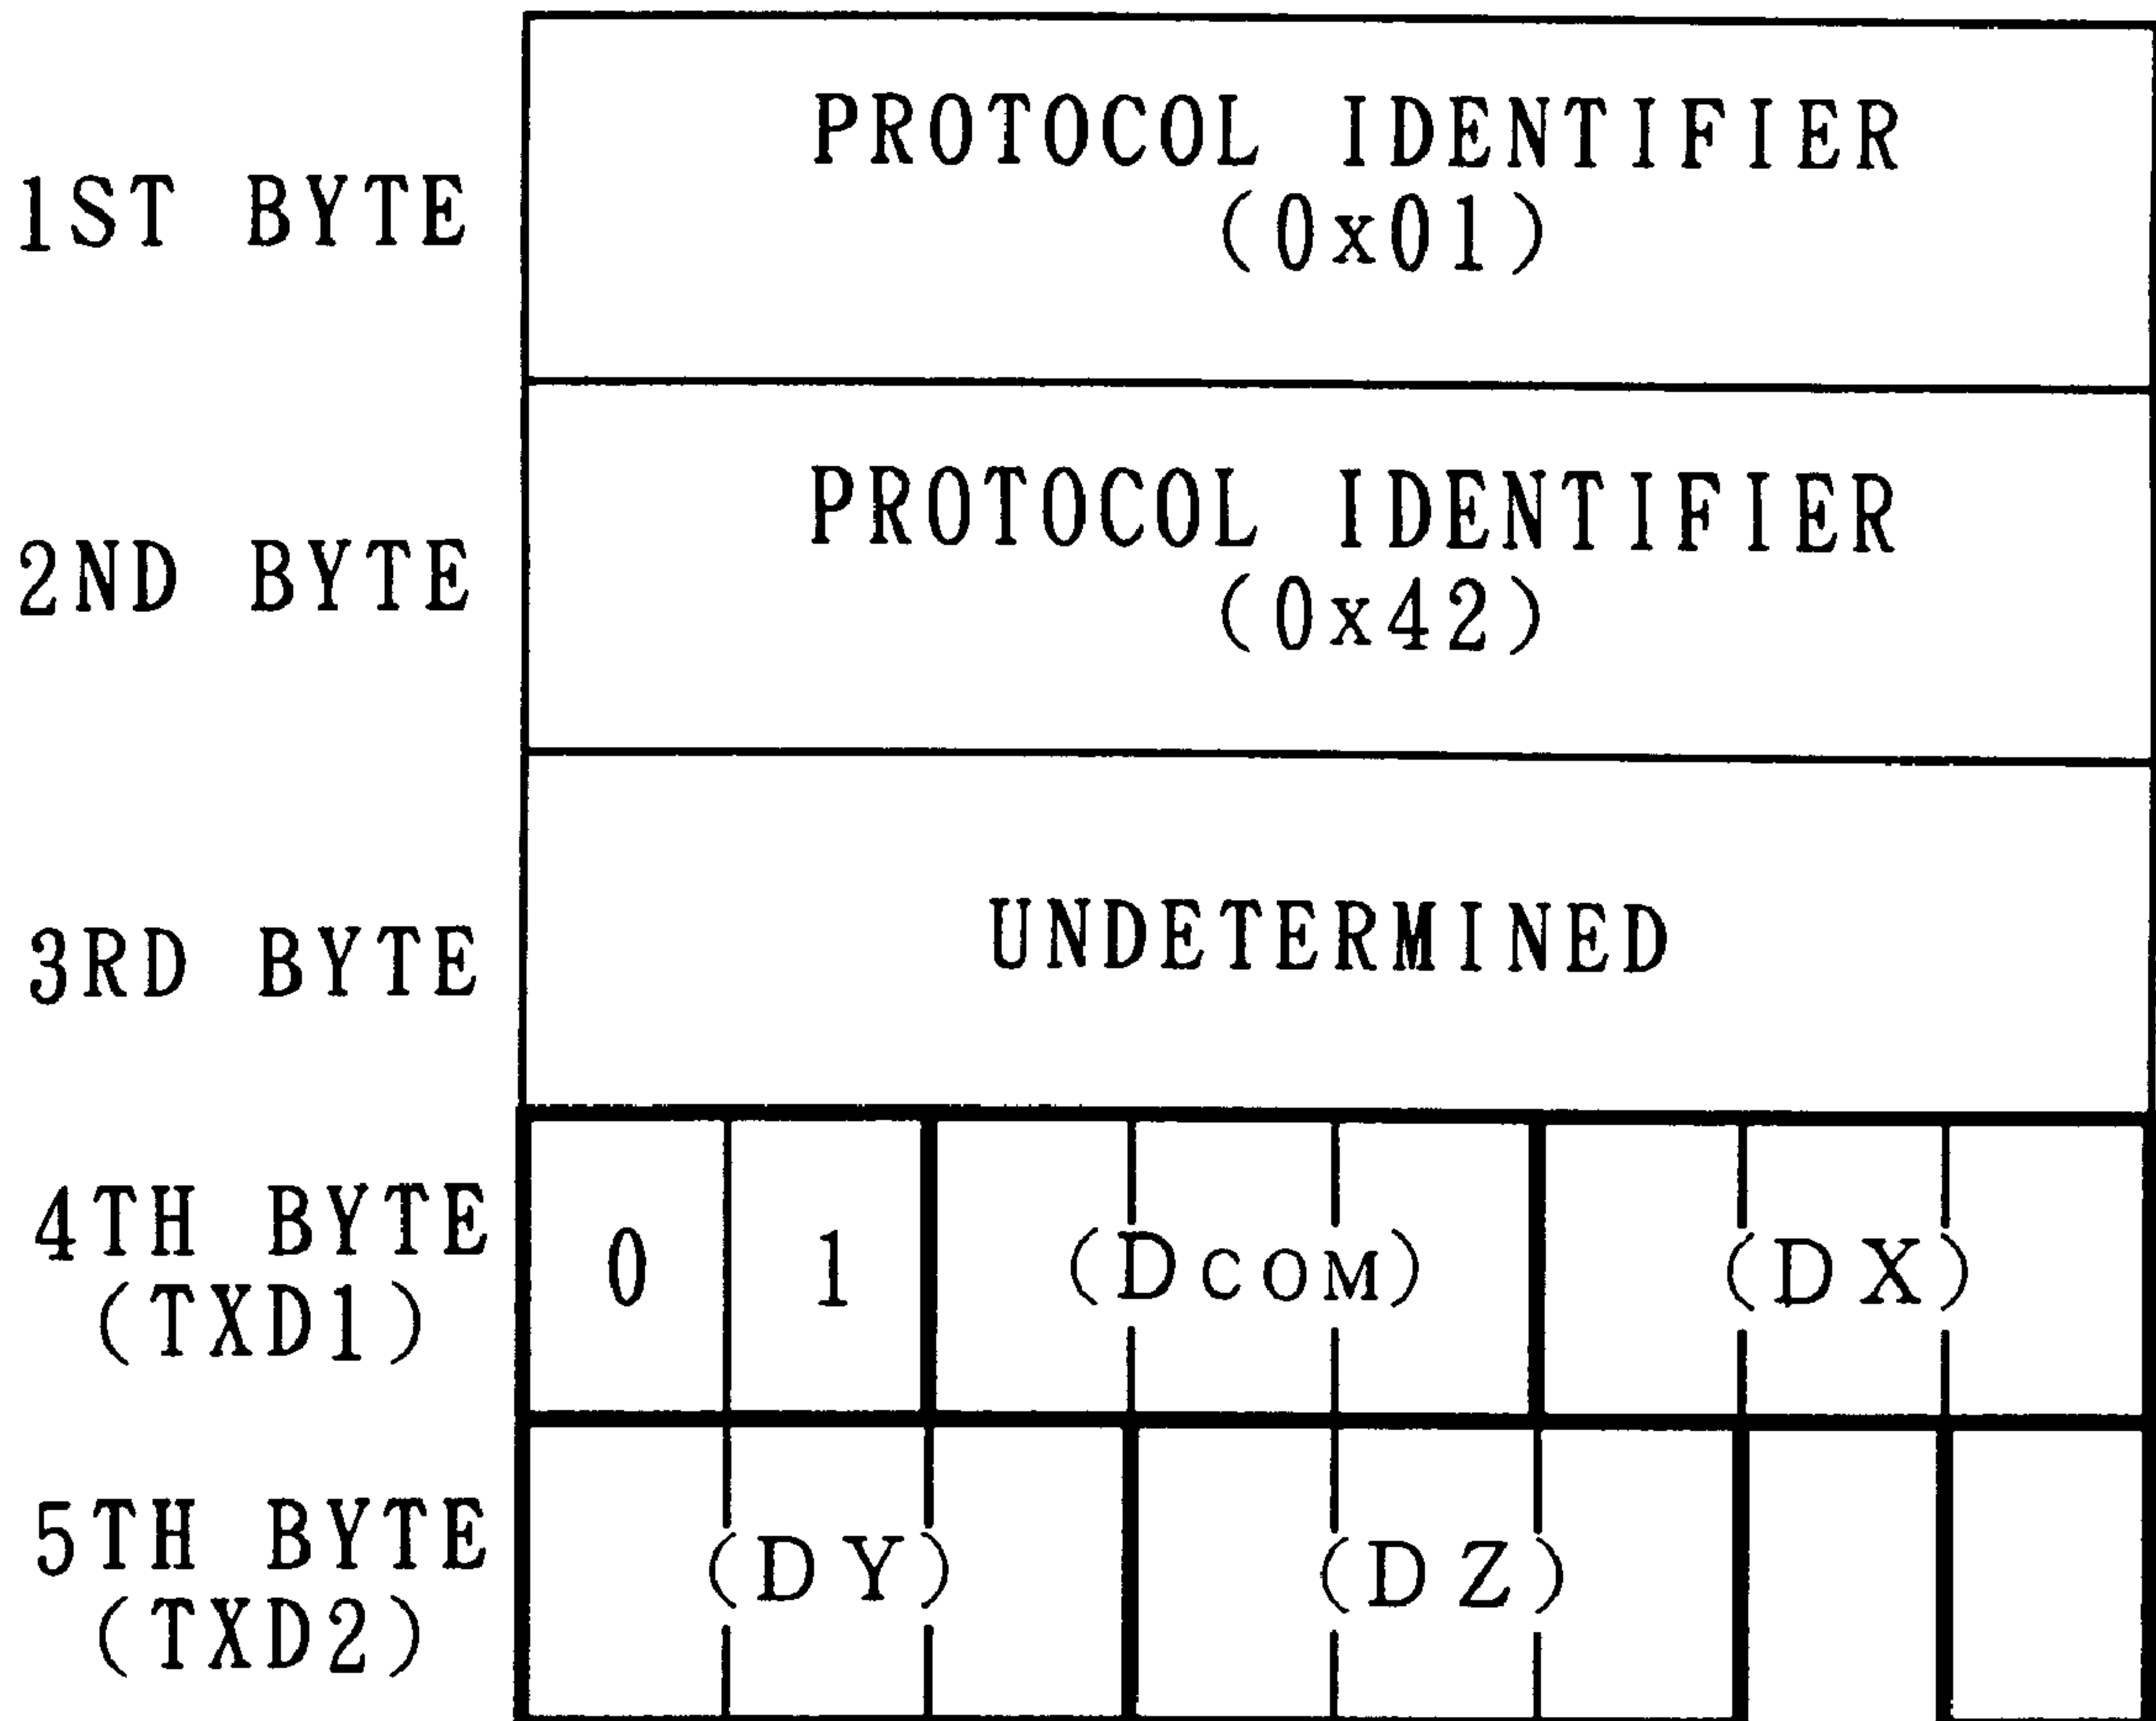 1ST BYTE
PROTOCOL IDENTIFIER
(0x01)
2ND BYTE
PROTOCOL IDENTIFIER
(0x42)
3RD BYTE
UNDETERMINED
4TH BYTE
(TXD1)
0 1 (DCOM) (DX)
5TH BYTE
(TXD2)
(DY) (DZ)